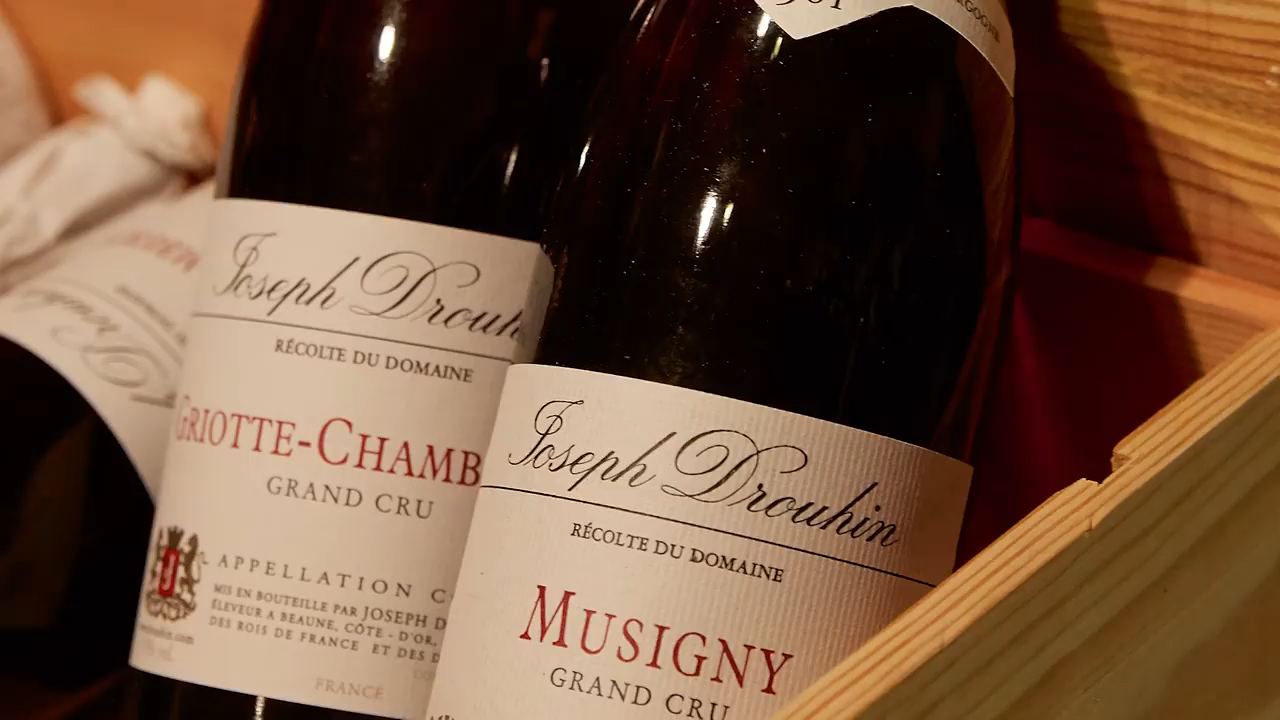 Joseph Drouh
RÉCOLTE DU DOMAINE
GRIOTTE-CHAMB
GRAND CRU
APPELLATION C
MIS EN BOUTEILLE PAR JOSEPH D
ÉLEVEUR A BEAUNE, CÔTE - D'OR,
DES ROIS DE FRANCE ET DES D
FRANCE
Joseph Drouhin
RÉCOLTE DU DOMAINE
MUSIGNY
GRAND CRU